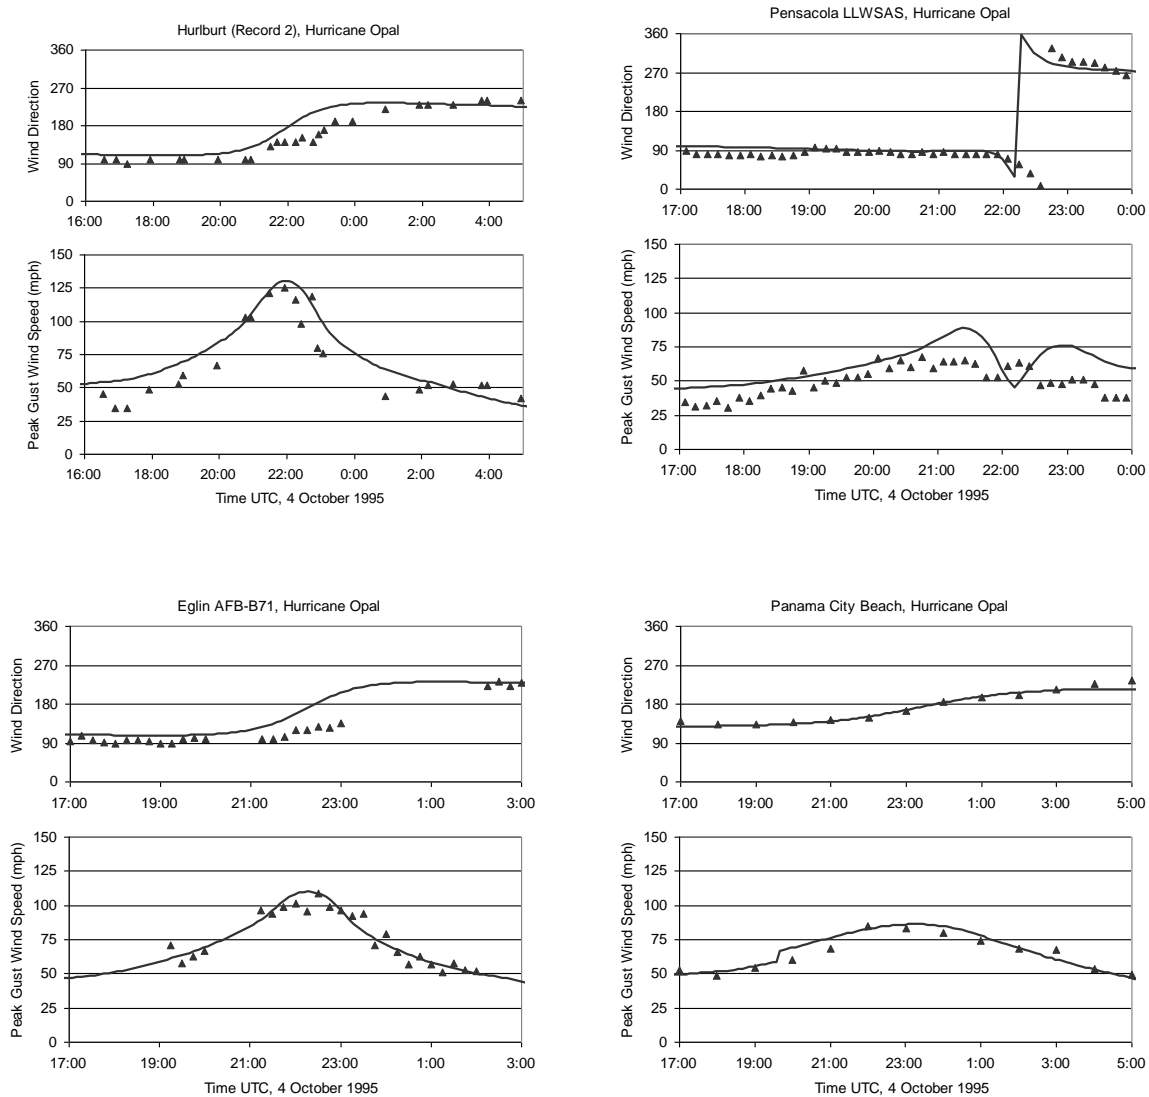 Hurlburt (Record 2), Hurricane Opal
Wind Direction
360
270
180
90
0
16:00 18:00 20:00 22:00 0:00 2:00 4:00
Peak Gust Wind Speed (mph)
150
125
100
75
50
25
0
16:00 18:00 20:00 22:00 0:00 2:00 4:00
Time UTC, 4 October 1995
Pensacola LLWSAS, Hurricane Opal
Wind Direction
360
270
180
90
0
17:00 18:00 19:00 20:00 21:00 22:00 23:00 0:00
Peak Gust Wind Speed (mph)
150
125
100
75
50
25
0
17:00 18:00 19:00 20:00 21:00 22:00 23:00 0:00
Time UTC, 4 October 1995
Eglin AFB-B71, Hurricane Opal
Wind Direction
360
270
180
90
0
17:00 19:00 21:00 23:00 1:00 3:00
Peak Gust Wind Speed (mph)
150
125
100
75
50
25
0
17:00 19:00 21:00 23:00 1:00 3:00
Time UTC, 4 October 1995
Panama City Beach, Hurricane Opal
Wind Direction
360
270
180
90
0
17:00 19:00 21:00 23:00 1:00 3:00 5:00
Peak Gust Wind Speed (mph)
150
125
100
75
50
25
0
17:00 19:00 21:00 23:00 1:00 3:00 5:00
Time UTC, 4 October 1995